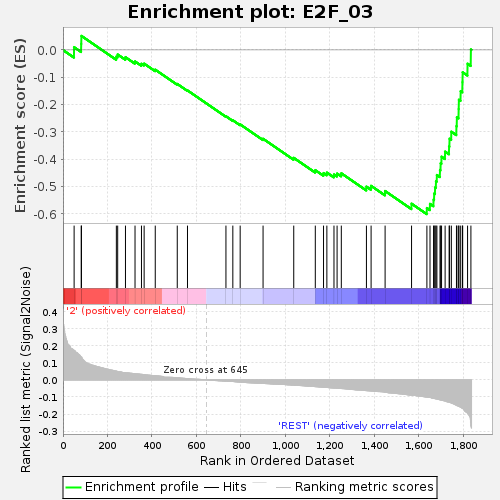 Enrichment plot: E2F_03
Enrichment score (ES)
0.0
-0.1
-0.2
-0.3
-0.4
-0.5
-0.6
Ranked list metric (Signal2Noise)
0.4
0.3
0.2
0.1
0.0
-0.1
-0.2
-0.3
'2' (positively correlated)
Zero cross at 645
'REST' (negatively correlated)
0 200 400 600 800 1,000 1,200 1,400 1,600 1,800
Rank in Ordered Dataset
Enrichment profile Hits Ranking metric scores